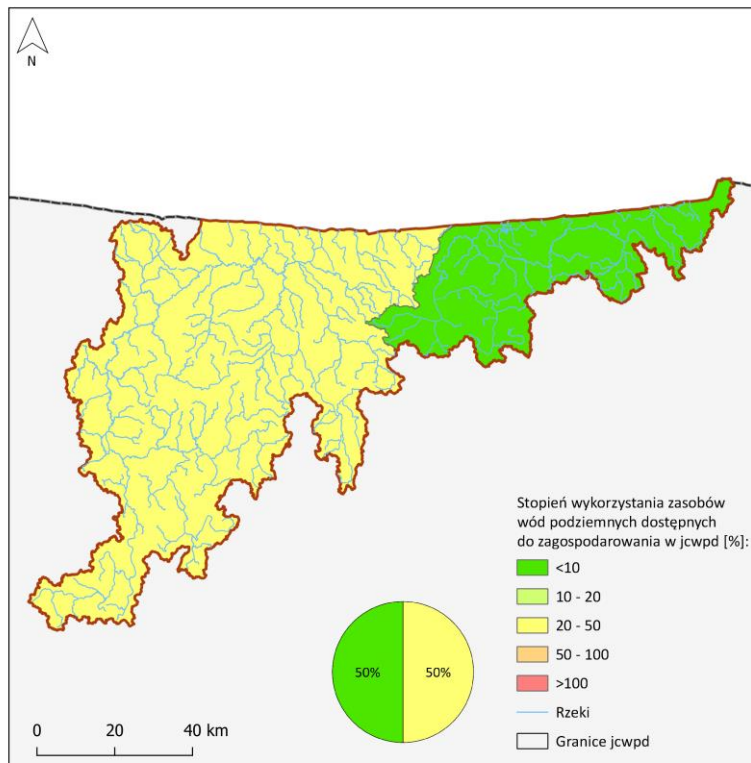 N
Stopień wykorzystania zasobów
wód podziemnych dostępnych
do zagospodarowania w jcwpd [%]:
<10
10 - 20
20 - 50
50 - 100
>100
Rzeki
Granice jcwpd
50%
50%
0
20
40 km